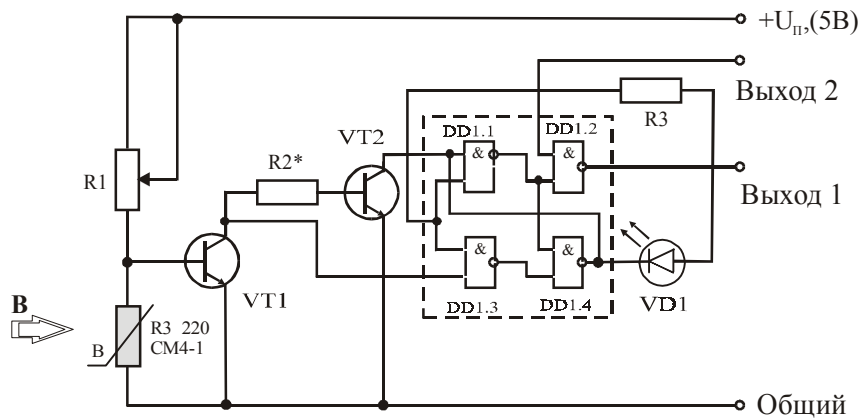 +Uп,(5В)
Выход 2
R3
DD1.1
DD1.2
VT2
&
&
R2*
R1
Выход 1
&
&
VT1
DD1.3
DD1.4
VD1
B
R3 220
СМ4-1
B
Общий